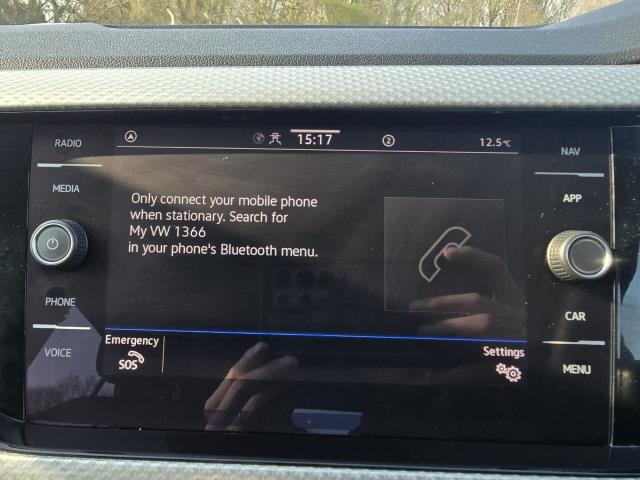 RADIO
MEDIA
PHONE
VOICE
15:17
2
12.5°C
Only connect your mobile phone
when stationary. Search for
My VW 1366
in your phone's Bluetooth menu.
Emergency
SOS
Settings
NAV
APP
CAR
MENU